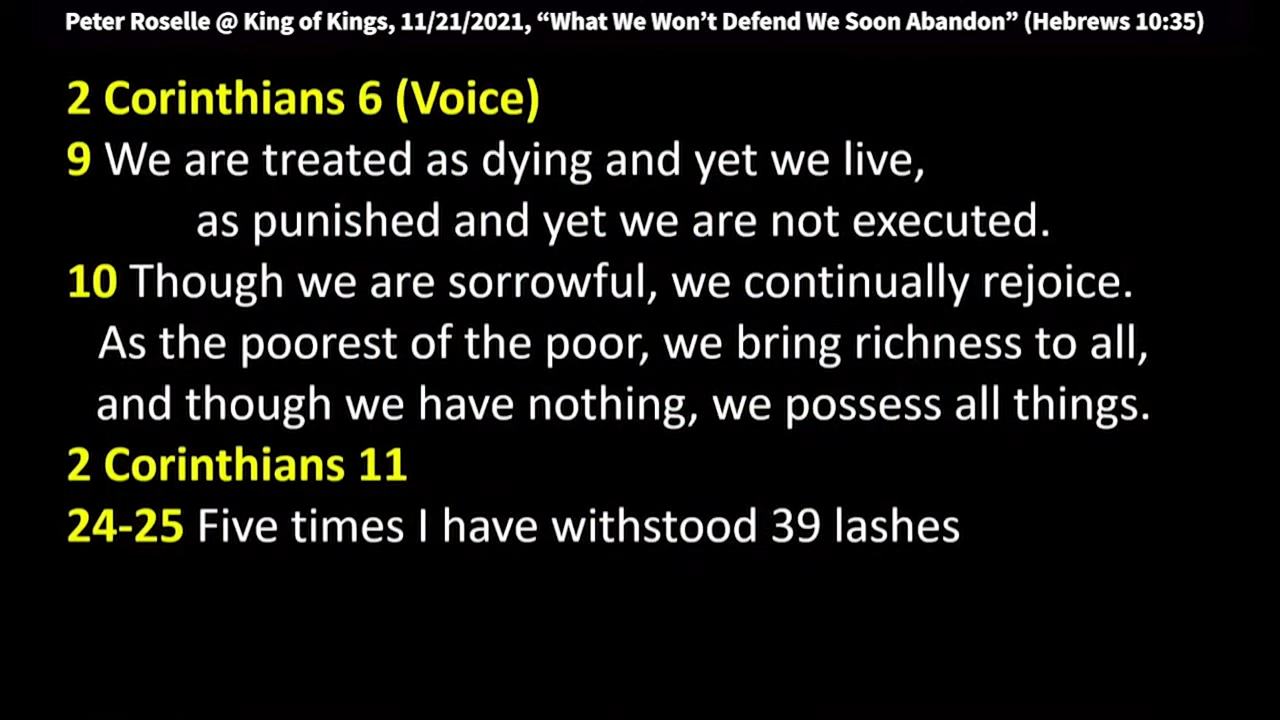 Peter Roselle @ King of Kings, 11/21/2021, “What We Won’t Defend We Soon Abandon” (Hebrews 10:35)
2 Corinthians 6 (Voice)
9 We are treated as dying and yet we live,
as punished and yet we are not executed.
10 Though we are sorrowful, we continually rejoice.
As the poorest of the poor, we bring richness to all,
and though we have nothing, we possess all things.
2 Corinthians 11
24-25 Five times I have withstood 39 lashes